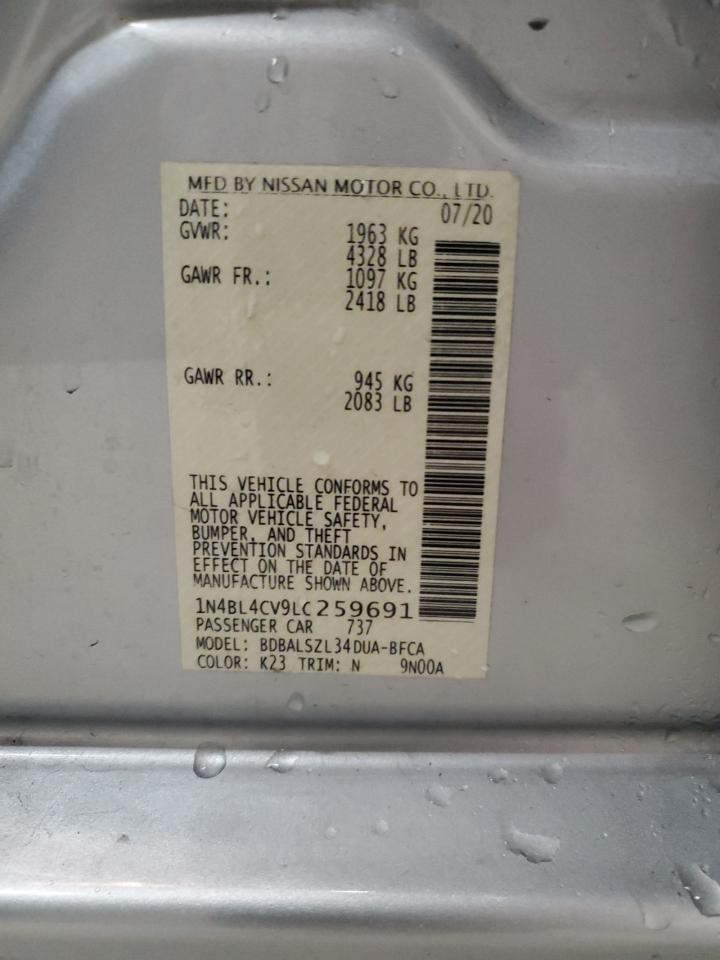 MFD BY NISSAN MOTOR CO., LTD.
DATE: 07/20
GVWR: 1963 KG
4328 LB
GAWR FR.: 1097 KG
2418 LB
GAWR RR.: 945 KG
2083 LB
THIS VEHICLE CONFORMS TO
ALL APPLICABLE FEDERAL
MOTOR VEHICLE SAFETY,
BUMPER, AND THEFT
PREVENTION STANDARDS IN
EFFECT ON THE DATE OF
MANUFACTURE SHOWN ABOVE.
1N4BL4CV9LC259691
PASSENGER CAR 737
MODEL: BDBALSZL34DUA-BFCA
COLOR: K23 TRIM: N 9N00A